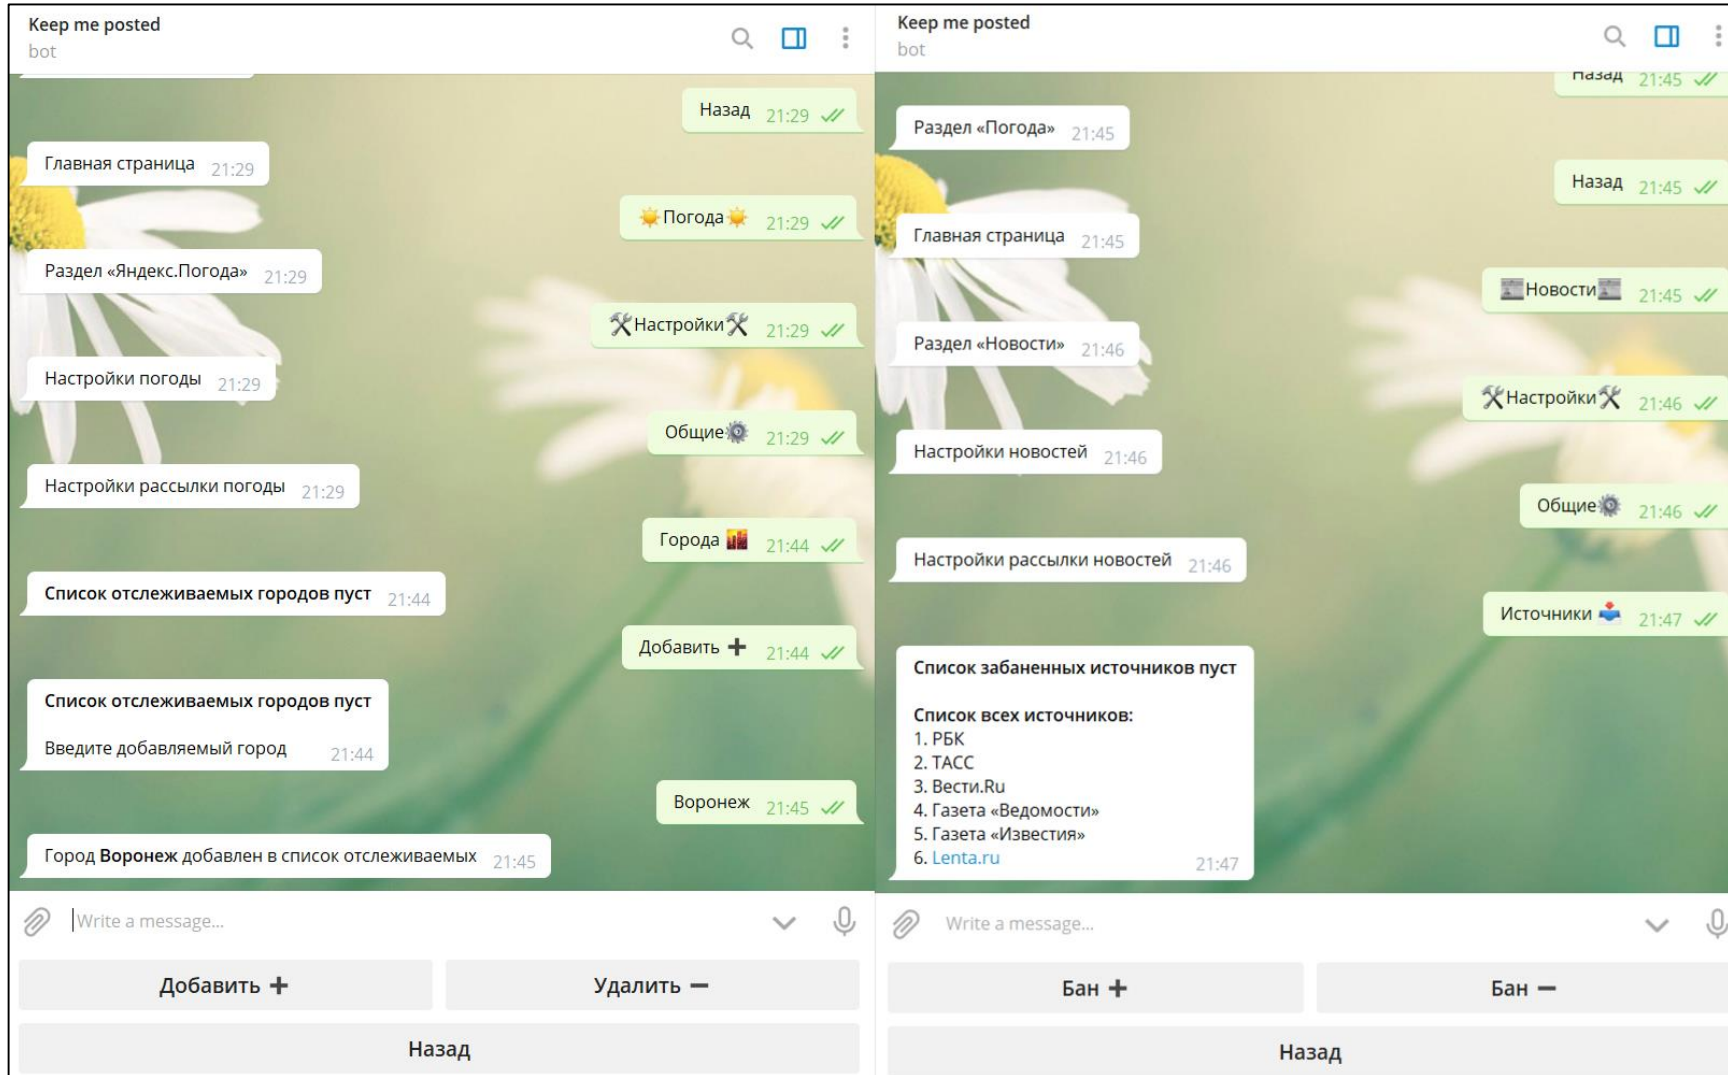 Keep me posted
bot
Назад 21:29
Главная страница 21:29
Погода 21:29
Раздел «Яндекс.Погода» 21:29
Настройки 21:29
Настройки погоды 21:29
Общие 21:29
Настройки рассылки погоды 21:29
Города 21:44
Список отслеживаемых городов пуст 21:44
Добавить + 21:44
Список отслеживаемых городов пуст
Введите добавляемый город 21:44
Воронеж 21:45
Город Воронеж добавлен в список отслеживаемых 21:45
Write a message...
Добавить +
Удалить −
Назад
Keep me posted
bot
Назад 21:45
Раздел «Погода» 21:45
Назад 21:45
Главная страница 21:45
Новости 21:45
Раздел «Новости» 21:46
Настройки 21:46
Настройки новостей 21:46
Общие 21:46
Настройки рассылки новостей 21:46
Источники 21:47
Список забаненных источников пуст
Список всех источников:
1. РБК
2. ТАСС
3. Вести.Ru
4. Газета «Ведомости»
5. Газета «Известия»
6. Lenta.ru 21:47
Write a message...
Бан +
Бан −
Назад